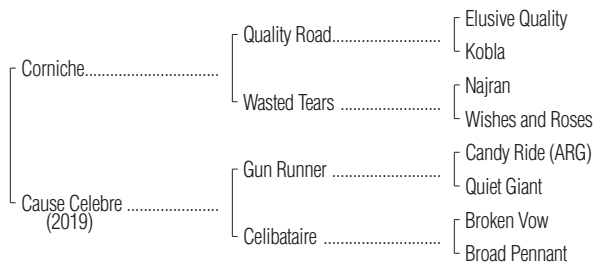 Elusive Quality
Quality Road..............................
Kobla
Corniche.....................................
Najran
Wasted Tears ...........................
Wishes and Roses
Candy Ride (ARG)
Gun Runner ..............................
Quiet Giant
Cause Celebre .........................
(2019)
Broken Vow
Celibataire ................................
Broad Pennant